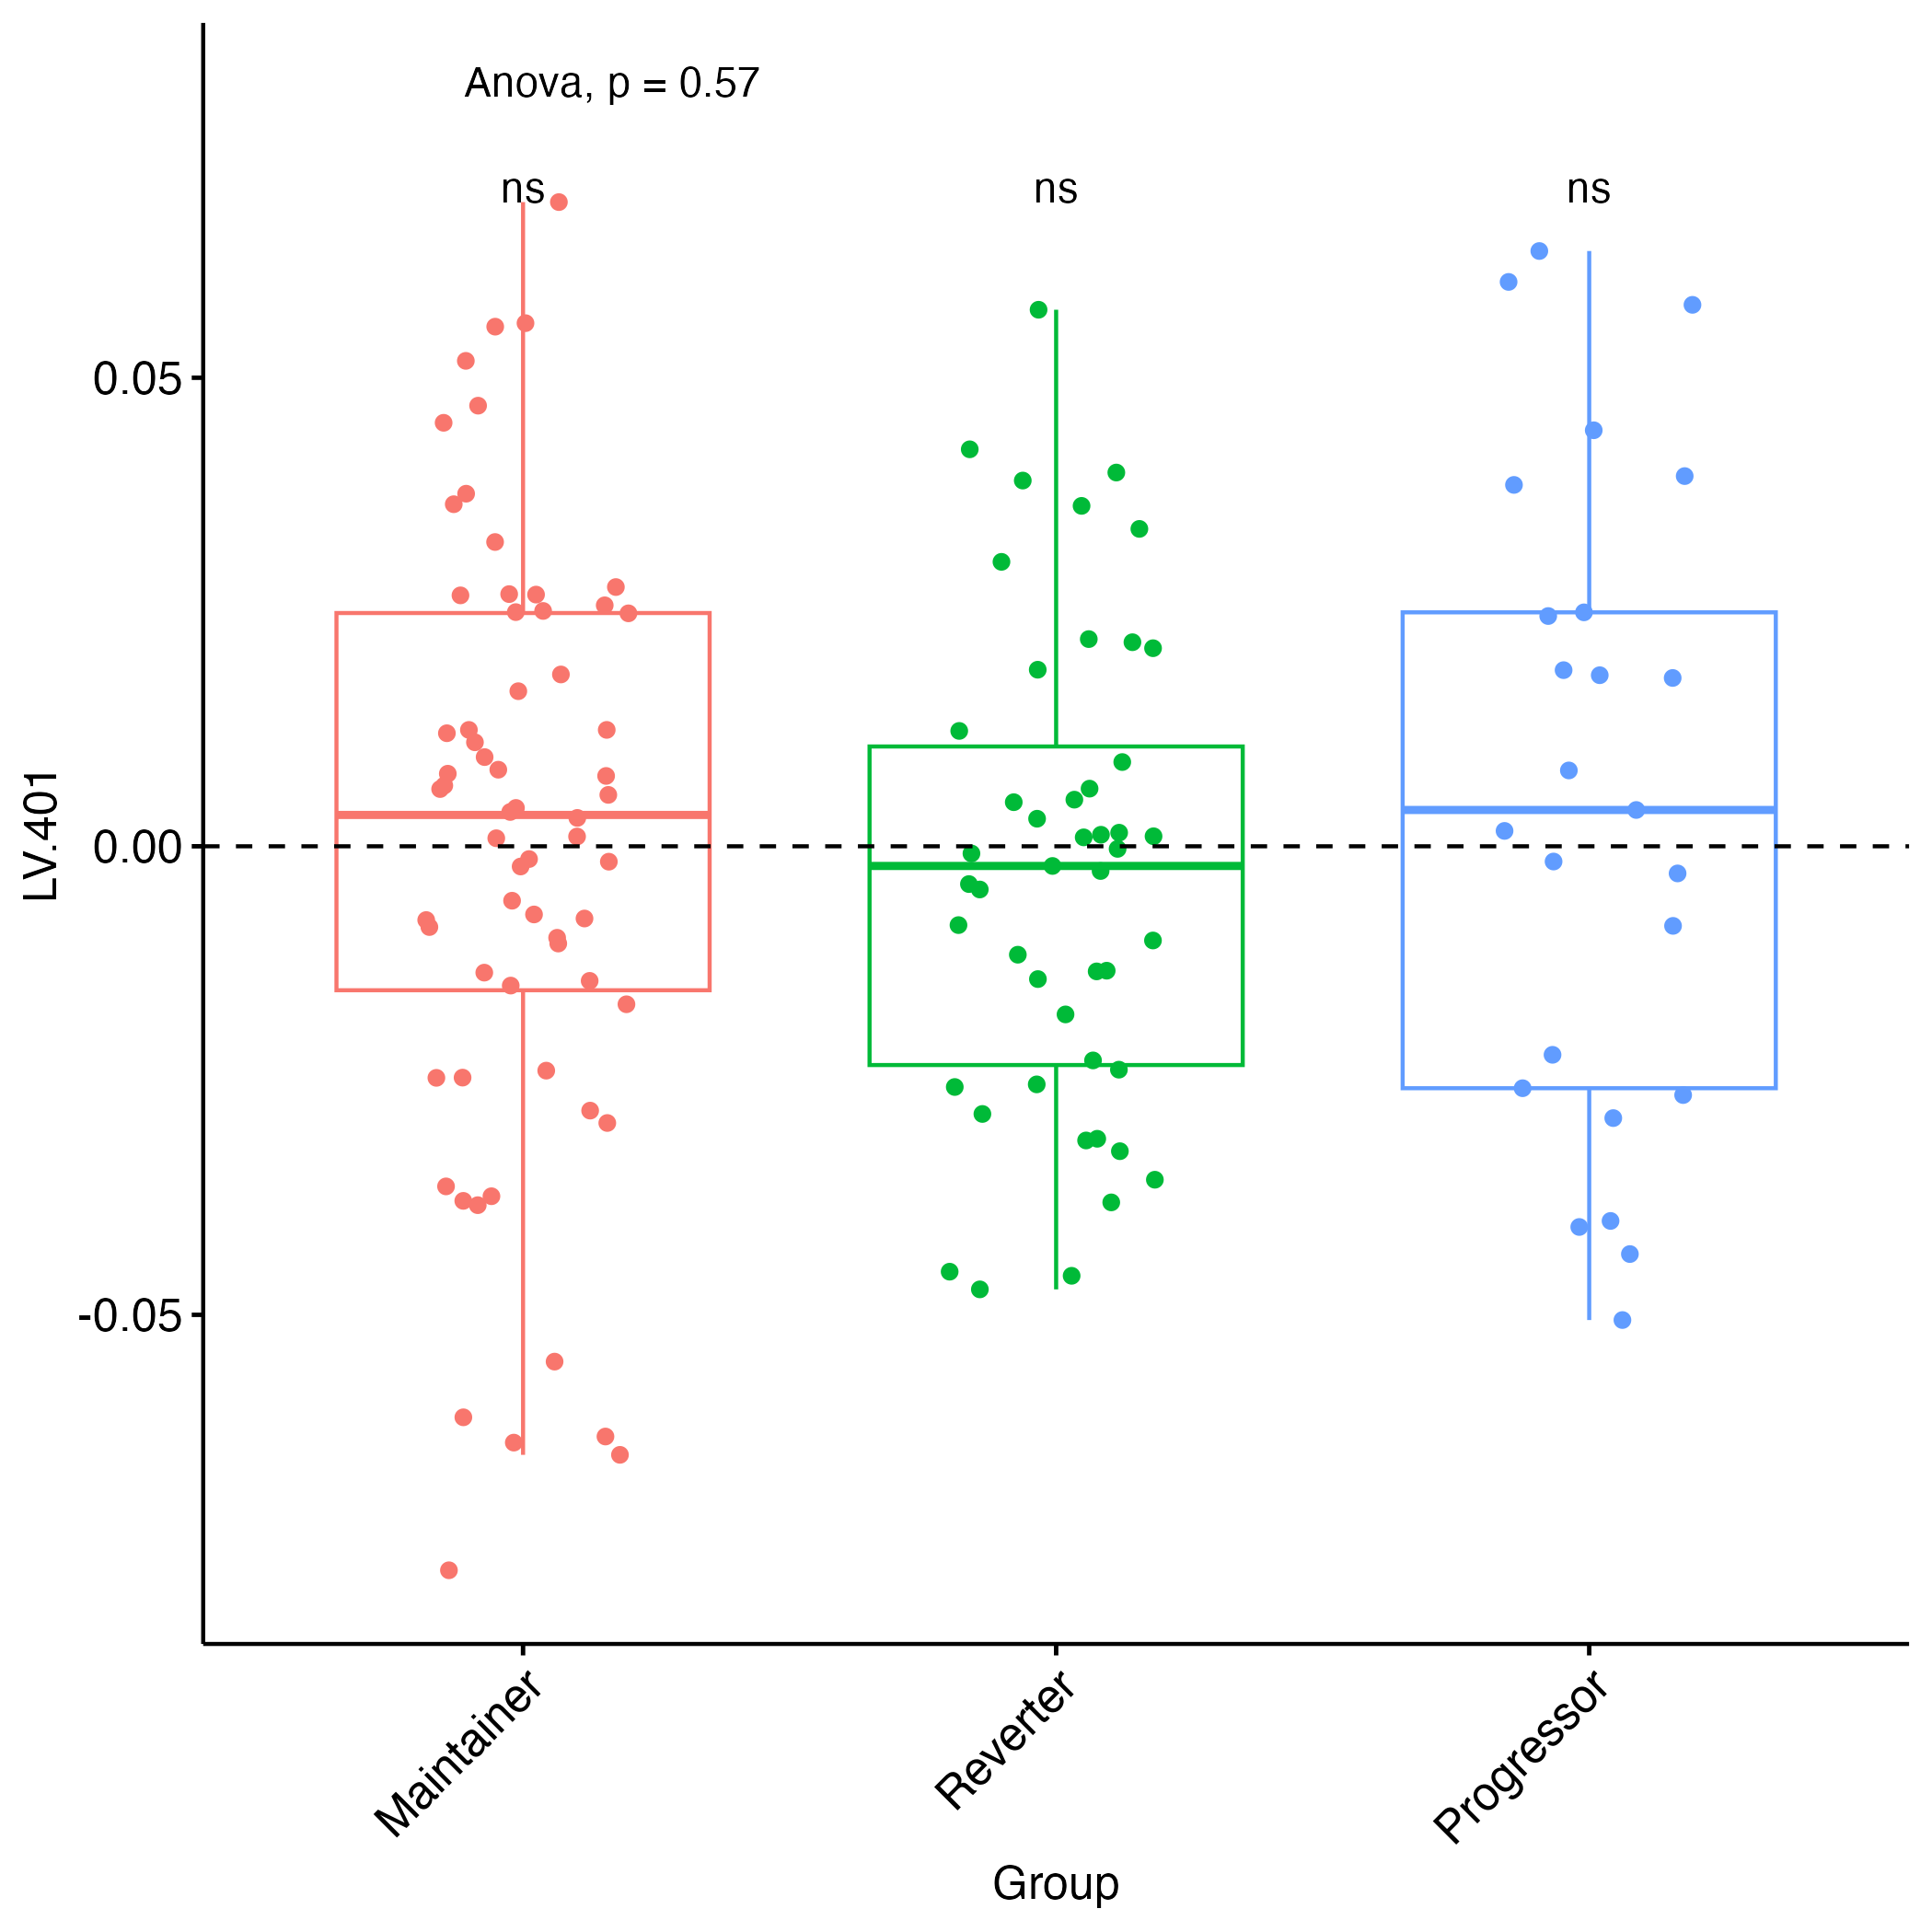 Anova, p = 0.57
ns ns ns
0.05
0.00
-0.05
LV.401
Maintainer Reverter Progressor
Group